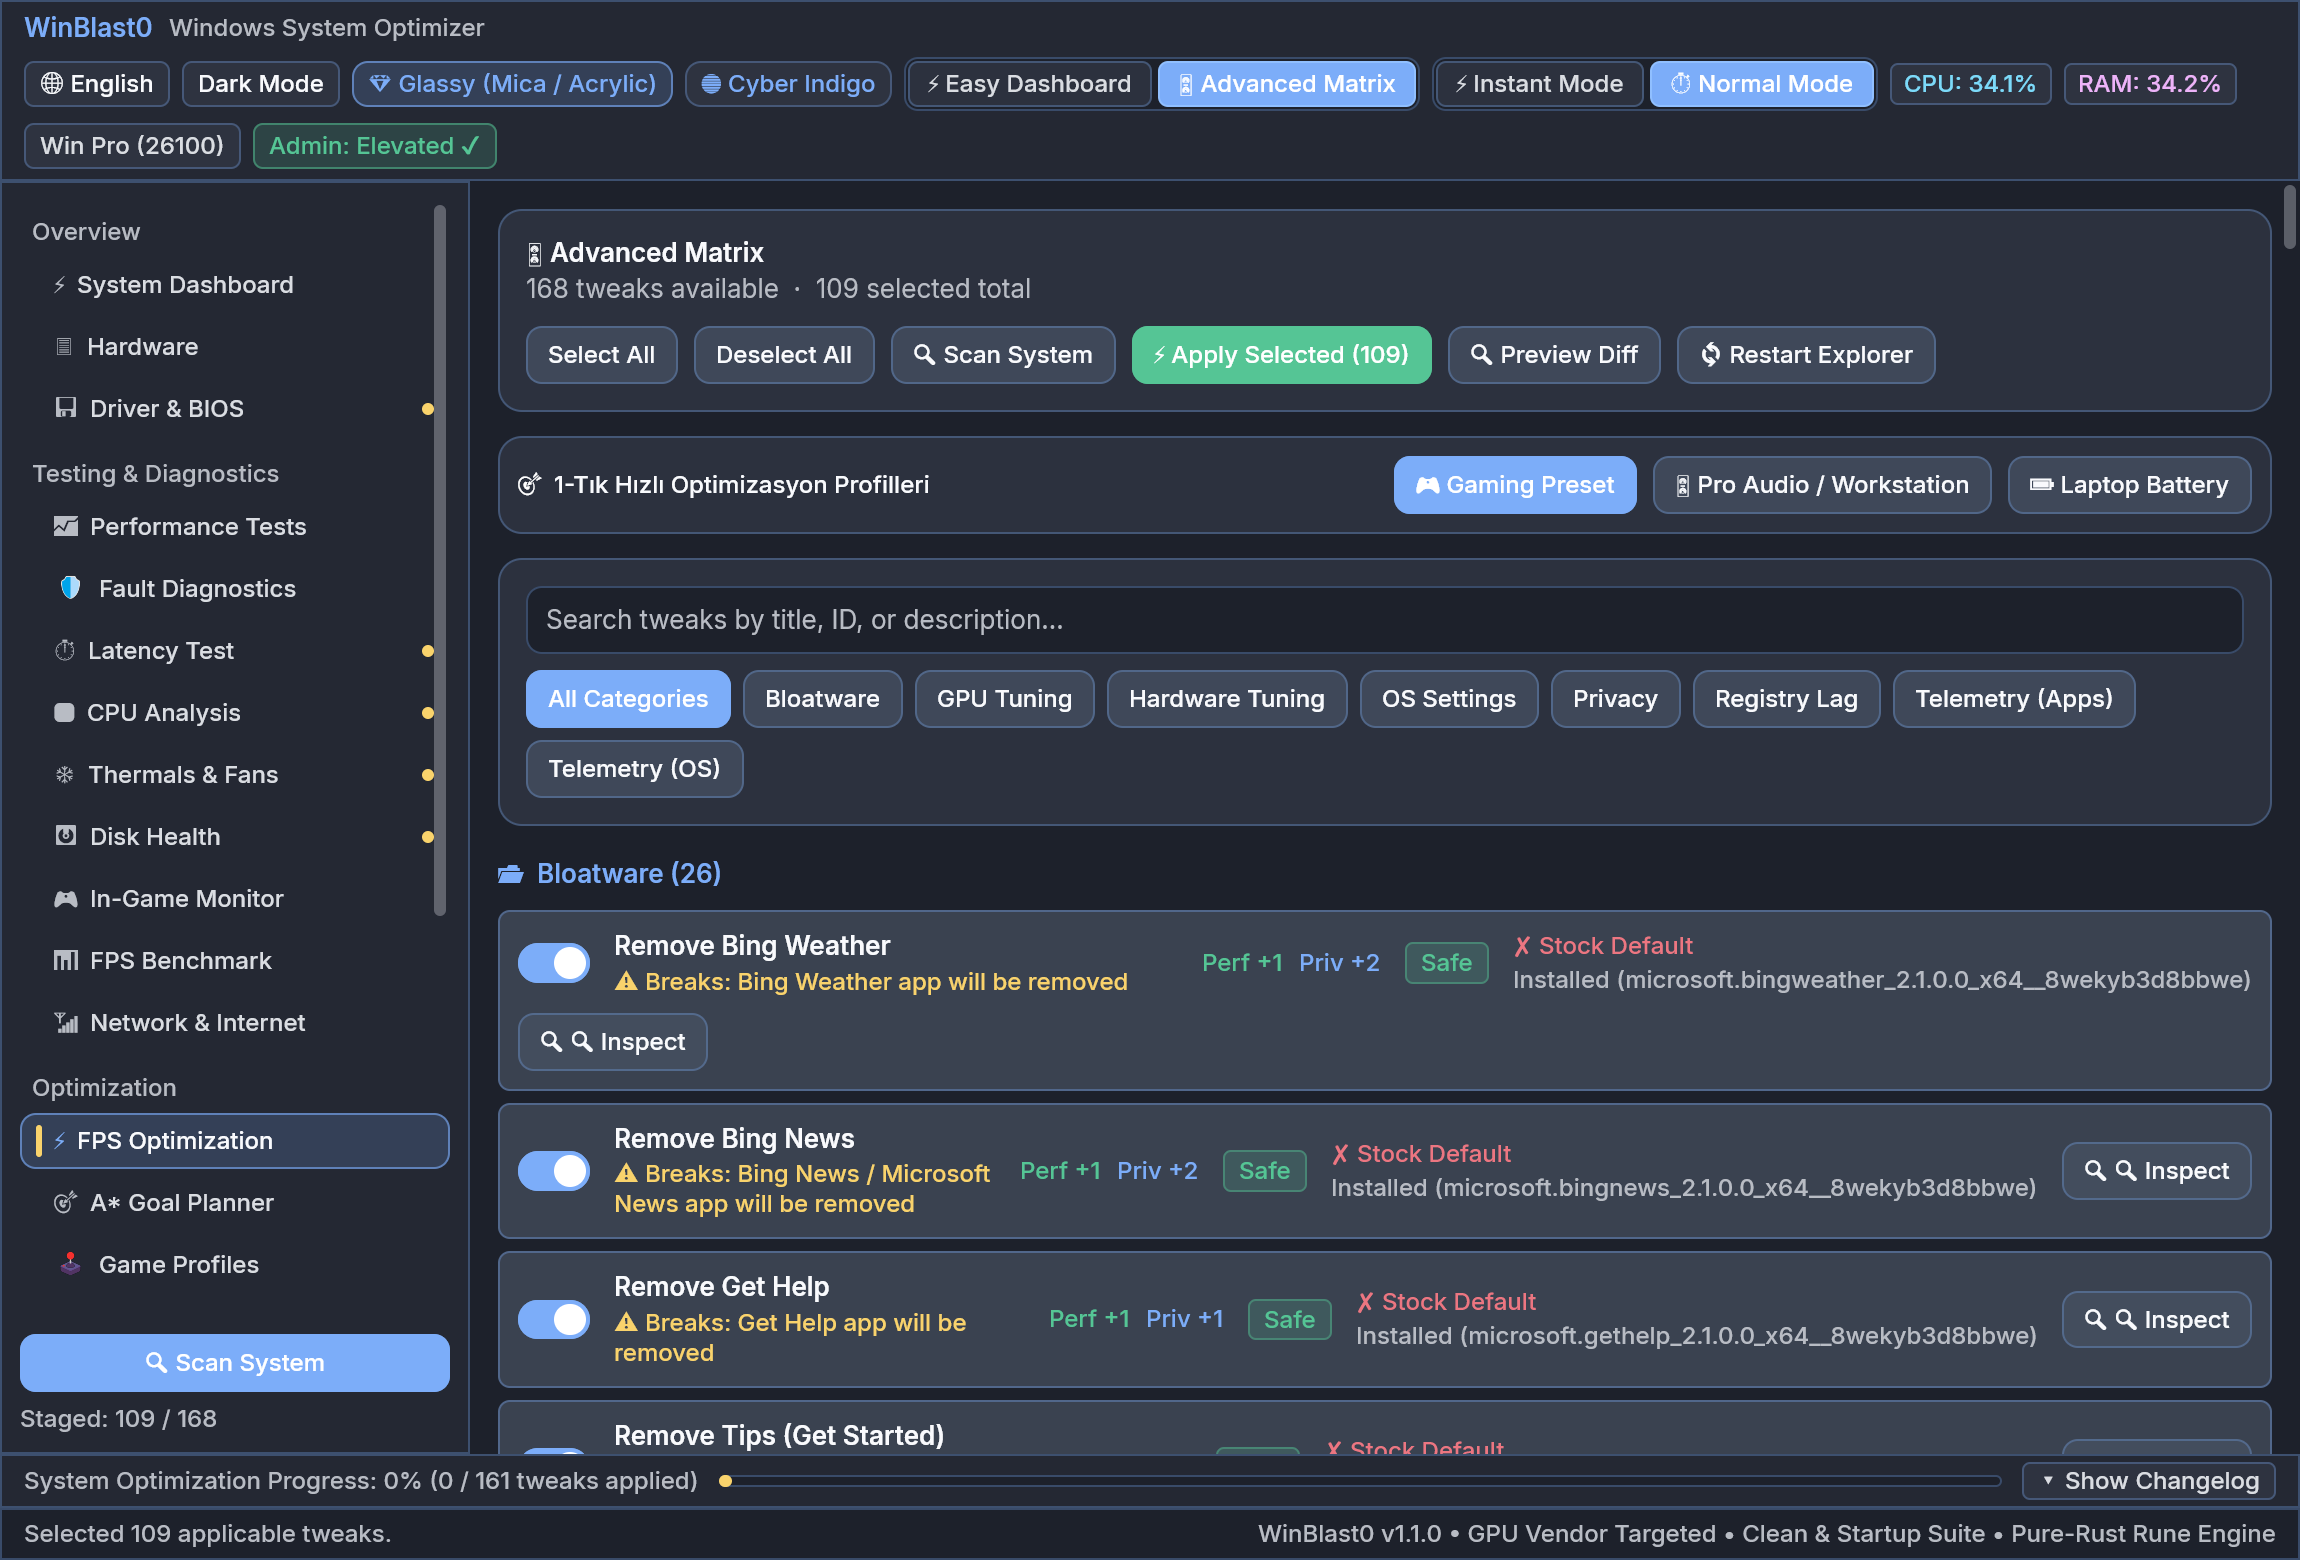 WinBlast0 Windows System Optimizer
English Dark Mode Glassy (Mica / Acrylic) Cyber Indigo Easy Dashboard Advanced Matrix Instant Mode Normal Mode CPU: 34.1% RAM: 34.2%
Win Pro (26100) Admin: Elevated ✓
Overview
System Dashboard
Hardware
Driver & BIOS
Testing & Diagnostics
Performance Tests
Fault Diagnostics
Latency Test
CPU Analysis
Thermals & Fans
Disk Health
In-Game Monitor
FPS Benchmark
Network & Internet
Optimization
FPS Optimization
A* Goal Planner
Game Profiles
Scan System
Staged: 109 / 168
Advanced Matrix
168 tweaks available · 109 selected total
Select All Deselect All Scan System Apply Selected (109) Preview Diff Restart Explorer
1-Tık Hızlı Optimizasyon Profilleri Gaming Preset Pro Audio / Workstation Laptop Battery
Search tweaks by title, ID, or description...
All Categories Bloatware GPU Tuning Hardware Tuning OS Settings Privacy Registry Lag Telemetry (Apps)
Telemetry (OS)
Bloatware (26)
Remove Bing Weather
⚠ Breaks: Bing Weather app will be removed
Perf +1 Priv +2 Safe
✗ Stock Default
Installed (microsoft.bingweather_2.1.0.0_x64__8wekyb3d8bbwe)
Inspect
Remove Bing News
⚠ Breaks: Bing News / Microsoft
News app will be removed
Perf +1 Priv +2 Safe
✗ Stock Default
Installed (microsoft.bingnews_2.1.0.0_x64__8wekyb3d8bbwe)
Inspect
Remove Get Help
⚠ Breaks: Get Help app will be
removed
Perf +1 Priv +1 Safe
✗ Stock Default
Installed (microsoft.gethelp_2.1.0.0_x64__8wekyb3d8bbwe)
Inspect
Remove Tips (Get Started)
✗ Stock Default
System Optimization Progress: 0% (0 / 161 tweaks applied) ▼ Show Changelog
Selected 109 applicable tweaks. WinBlast0 v1.1.0 • GPU Vendor Targeted • Clean & Startup Suite • Pure-Rust Rune Engine